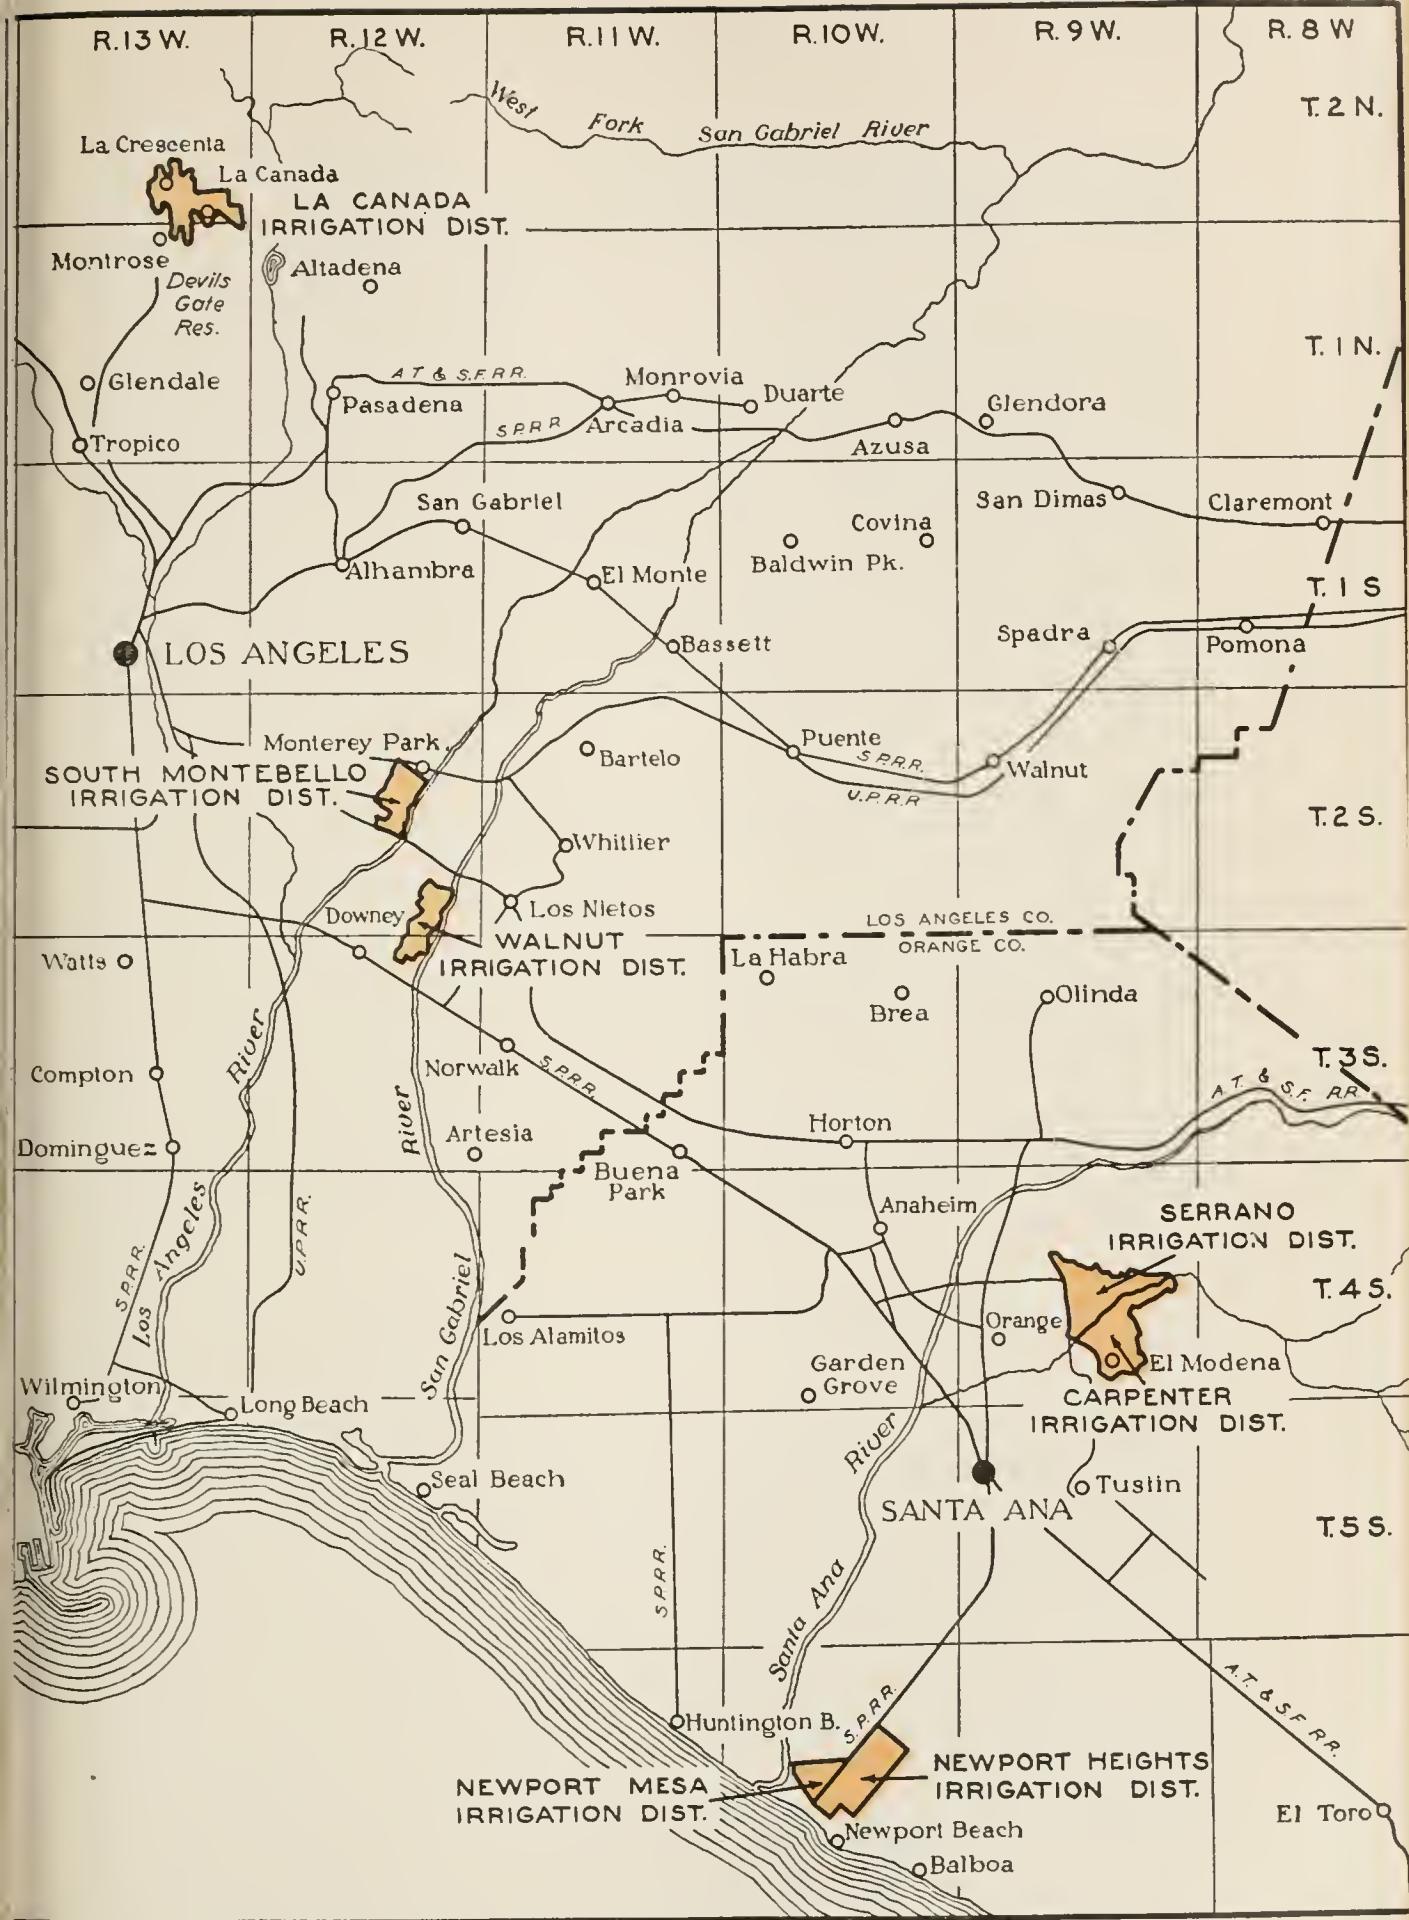 R.13 W.
R.12 W.
R.11 W.
R.10 W.
R. 9 W.
R. 8 W
T. 2 N.
West Fork San Gabriel River
La Crescenta
La Canada
LA CANADA
IRRIGATION DIST.
Montrose
Devils
Gate
Res.
Altadena
T. 1 N.
Glendale
A.T. & S.F. R.R.
Pasadena
Monrovia
Duarte
Glendora
Tropico
S.P.R.R.
Arcadia
Azusa
San Gabriel
San Dimas
Claremont
Covina
Baldwin Pk.
Alhambra
El Monte
T. 1 S
LOS ANGELES
Bassett
Spadra
Pomona
Monterey Park
Bartelo
Puente
S.P.R.R.
Walnut
U.P.R.R.
SOUTH MONTEBELLO
IRRIGATION DIST.
T.2 S.
Whittier
Downey
Los Nietos
LOS ANGELES CO.
ORANGE CO.
WALNUT
IRRIGATION DIST.
Watts
La Habra
Brea
Olinda
Compton
River
Norwalk
S.P.R.R.
T.3 S.
A.T. & S.F. R.R.
River
Artesia
Horton
Dominguez
Buena
Park
Anaheim
SERRANO
IRRIGATION DIST.
S.P.R.R.
Los Angeles
U.P.R.R.
San Gabriel
T. 4 S.
Los Alamitos
Orange
Garden
Grove
El Modena
Wilmington
Long Beach
CARPENTER
IRRIGATION DIST.
River
Seal Beach
SANTA ANA
Tustin
T.5 S.
S.P.R.R.
Santa Ana
A.T. & S.F. R.R.
Huntington B.
S.P.R.R.
NEWPORT MESA
IRRIGATION DIST.
NEWPORT HEIGHTS
IRRIGATION DIST.
El Toro
Newport Beach
Balboa